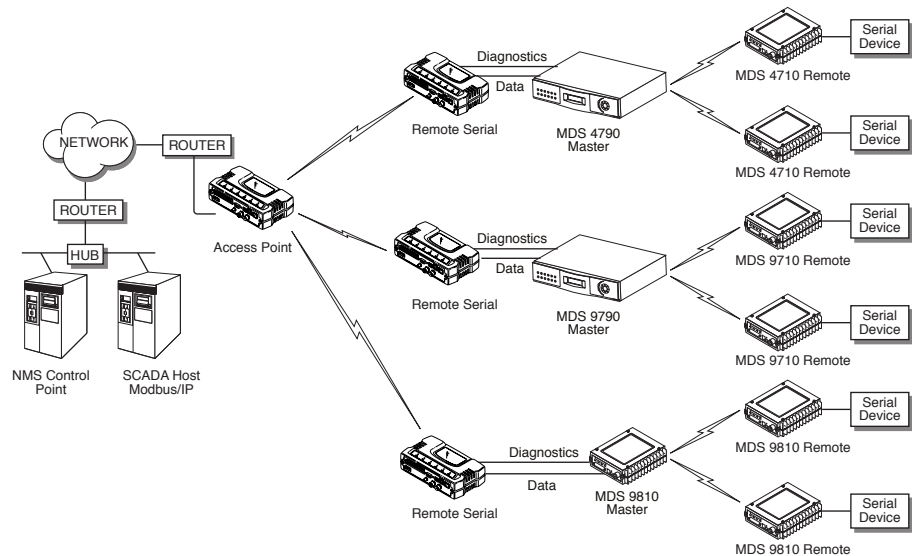 Serial
Device
MDS 4710 Remote
Diagnostics
Data
Remote Serial
MDS 4790
Master
Serial
Device
MDS 4710 Remote
NETWORK
ROUTER
ROUTER
HUB
Access Point
NMS Control
Point
SCADA Host
Modbus/IP
Diagnostics
Data
Remote Serial
MDS 9790
Master
Serial
Device
MDS 9710 Remote
Serial
Device
MDS 9710 Remote
Diagnostics
Data
Remote Serial
MDS 9810
Master
Serial
Device
MDS 9810 Remote
Serial
Device
MDS 9810 Remote